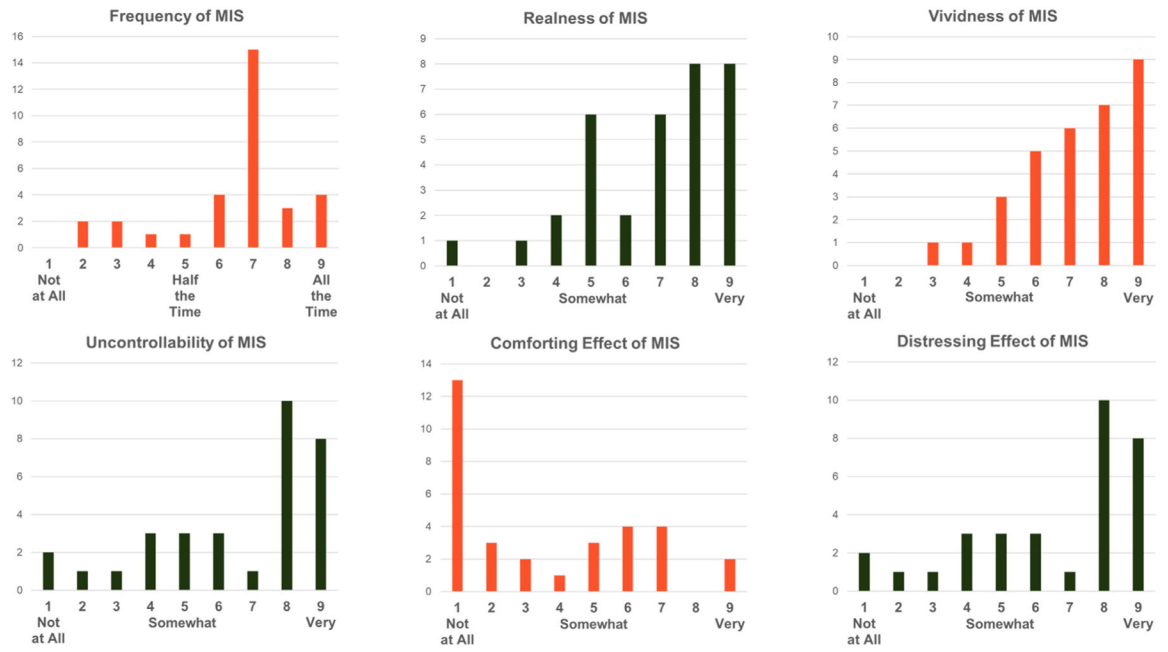 Frequency of MIS
16
14
12
10
8
6
4
2
0
1 2 3 4 5 6 7 8 9
Not Half All
at All the the
Time Time
Realness of MIS
9
8
7
6
5
4
3
2
1
0
1 2 3 4 5 6 7 8 9
Not Somewhat Very
at All
Vividness of MIS
10
9
8
7
6
5
4
3
2
1
0
1 2 3 4 5 6 7 8 9
Not Somewhat Very
at All
Uncontrollability of MIS
12
10
8
6
4
2
0
1 2 3 4 5 6 7 8 9
Not Somewhat Very
at All
Comforting Effect of MIS
14
12
10
8
6
4
2
0
1 2 3 4 5 6 7 8 9
Not Somewhat Very
at All
Distressing Effect of MIS
12
10
8
6
4
2
0
1 2 3 4 5 6 7 8 9
Not Somewhat Very
at All